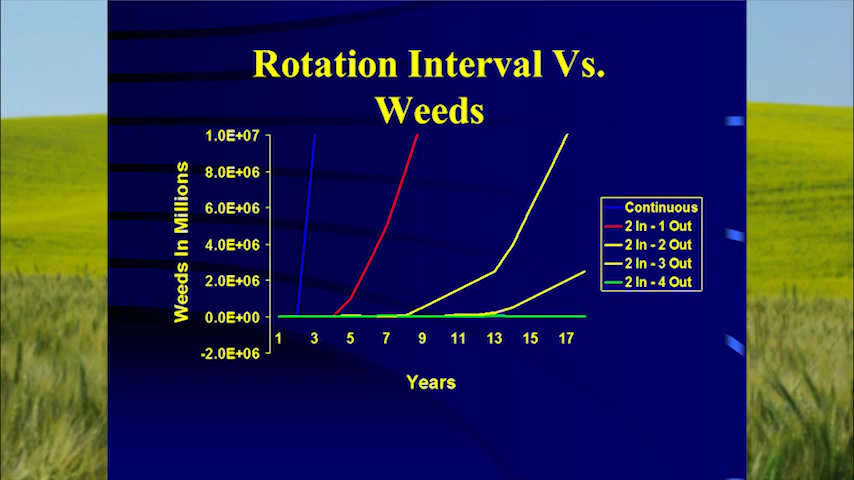 Rotation Interval Vs.
Weeds
Weeds In Millions
1.0E+07
8.0E+06
6.0E+06
4.0E+06
2.0E+06
0.0E+00
-2.0E+06
1 3 5 7 9 11 13 15 17
Years
Continuous
2 In - 1 Out
2 In - 2 Out
2 In - 3 Out
2 In - 4 Out